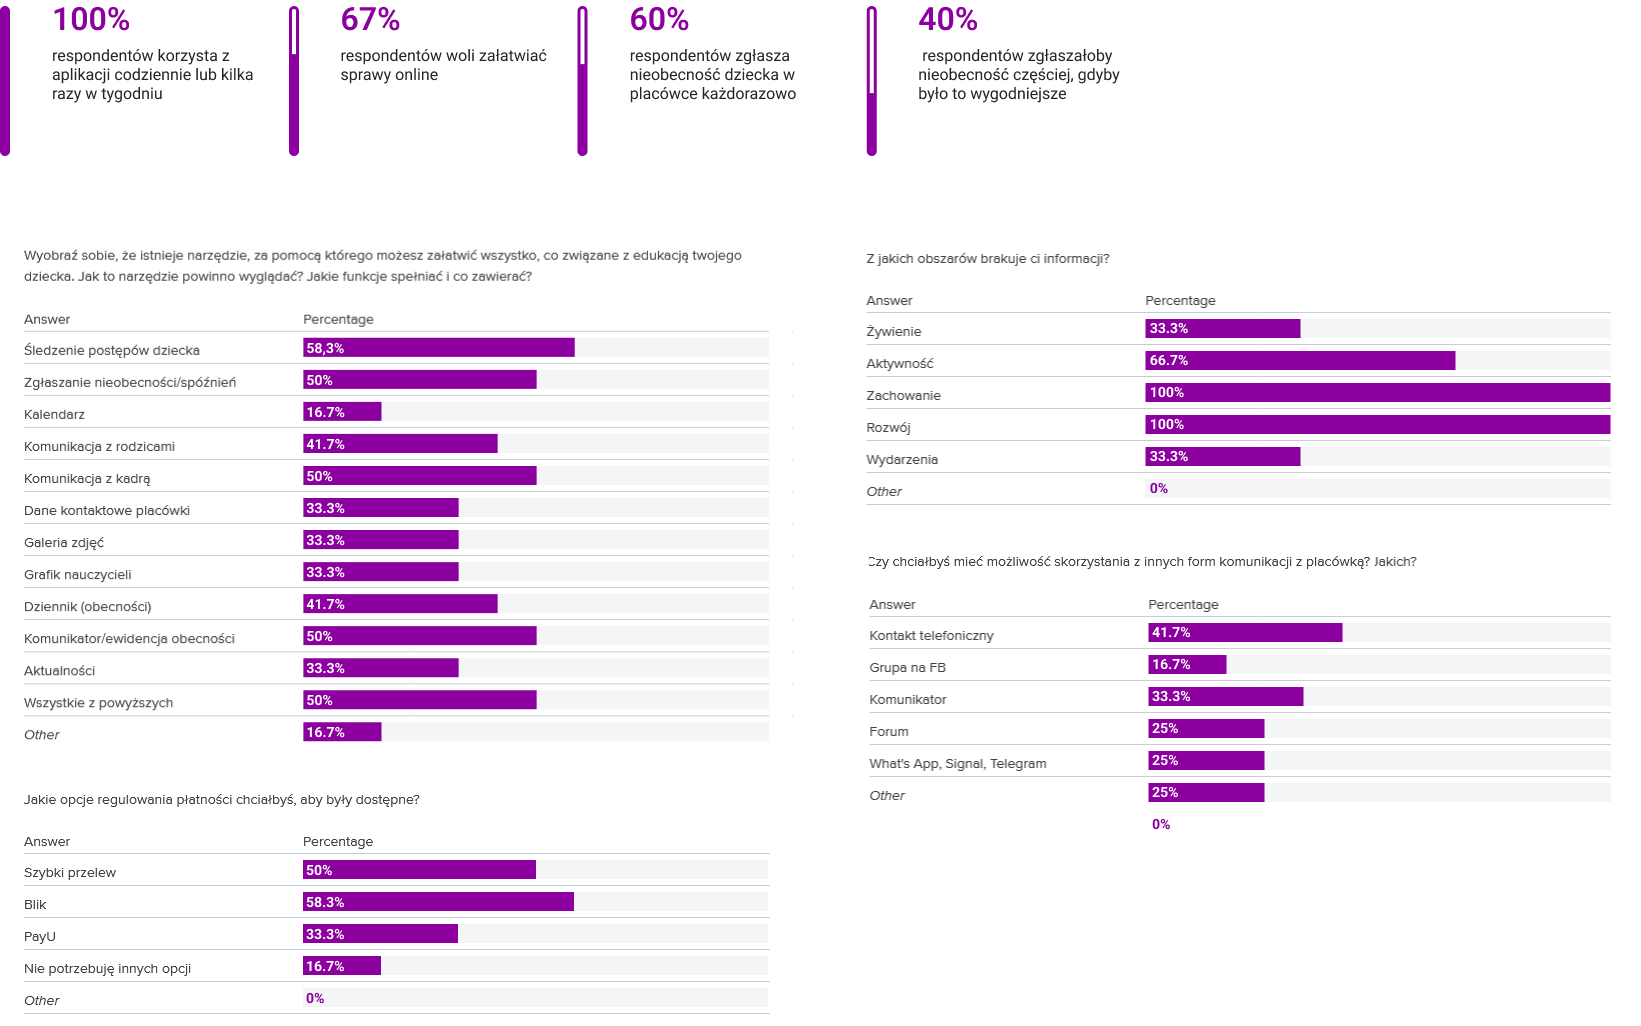 100%
respondentów korzysta z
aplikacji codziennie lub kilka
razy w tygodniu
67%
respondentów woli załatwiać
sprawy online
60%
respondentów zgłasza
nieobecność dziecka w
placówce każdorazowo
40%
respondentów zgłaszałoby
nieobecność częściej, gdyby
było to wygodniejsze
Wyobraź sobie, że istnieje narzędzie, za pomocą którego możesz załatwić wszystko, co związane z edukacją twojego
dziecka. Jak to narzędzie powinno wyglądać? Jakie funkcje spełniać i co zawierać?
Answer Percentage
Śledzenie postępów dziecka 58,3%
Zgłaszanie nieobecności/spóźnień 50%
Kalendarz 16.7%
Komunikacja z rodzicami 41.7%
Komunikacja z kadrą 50%
Dane kontaktowe placówki 33.3%
Galeria zdjęć 33.3%
Grafik nauczycieli 33.3%
Dziennik (obecności) 41.7%
Komunikator/ewidencja obecności 50%
Aktualności 33.3%
Wszystkie z powyższych 50%
Other 16.7%
Jakie opcje regulowania płatności chciałbyś, aby były dostępne?
Answer Percentage
Szybki przelew 50%
Blik 58.3%
PayU 33.3%
Nie potrzebuję innych opcji 16.7%
Other 0%
Z jakich obszarów brakuje ci informacji?
Answer Percentage
Żywienie 33.3%
Aktywność 66.7%
Zachowanie 100%
Rozwój 100%
Wydarzenia 33.3%
Other 0%
Czy chciałbyś mieć możliwość skorzystania z innych form komunikacji z placówką? Jakich?
Answer Percentage
Kontakt telefoniczny 41.7%
Grupa na FB 16.7%
Komunikator 33.3%
Forum 25%
What's App, Signal, Telegram 25%
Other 25%
0%